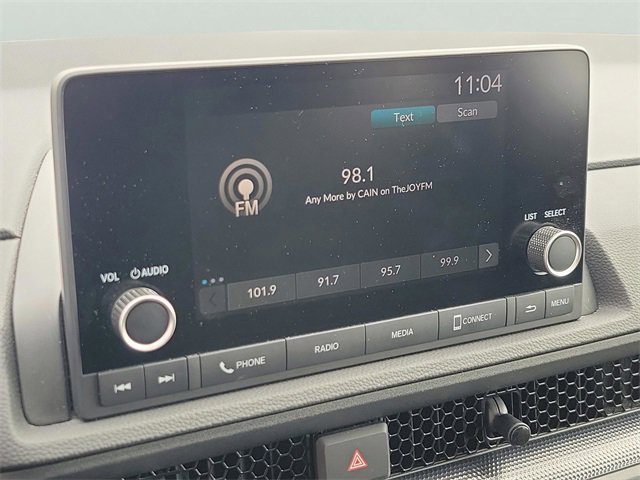 11:04
Text Scan
98.1
Any More by CAIN on TheJOYFM
FM
LIST SELECT
VOL AUDIO
101.9 91.7 95.7 99.9
PHONE RADIO MEDIA CONNECT MENU